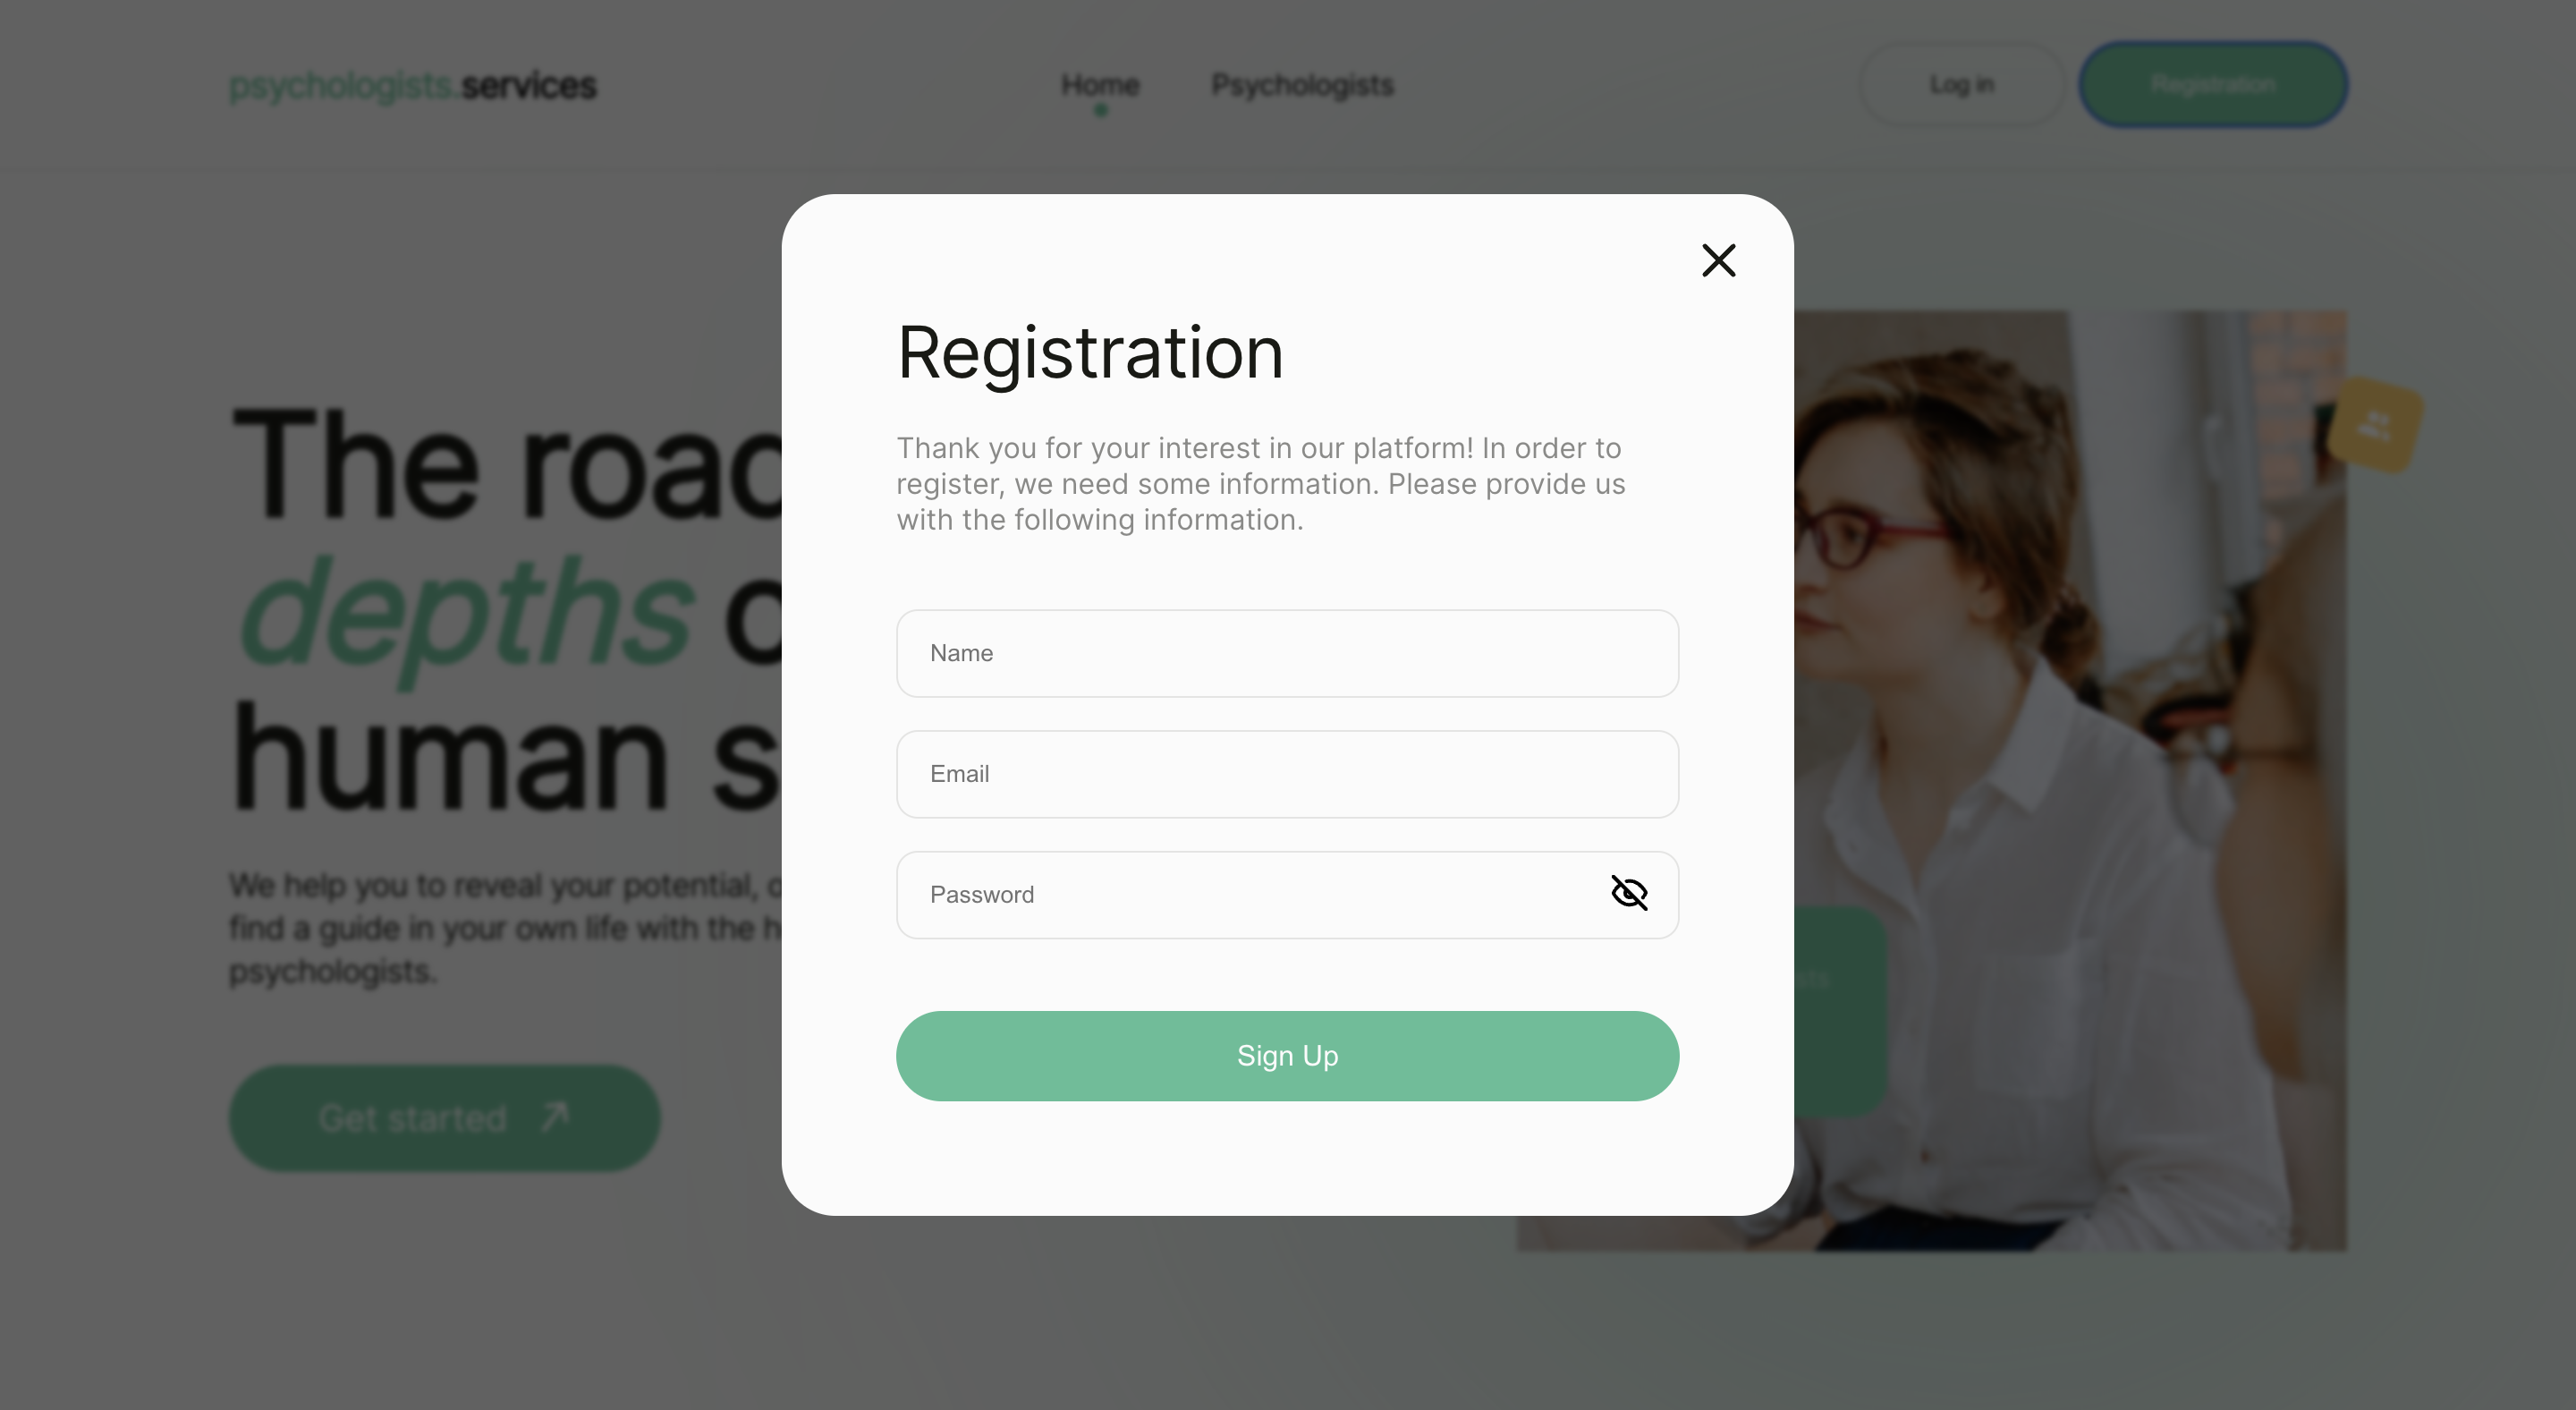 psychologists.services
Home
Psychologists
Log in
Registration
The road
depths
human
We help you to reveal your potential,
find a guide in your own life with the
psychologists.
Get started
Registration
Thank you for your interest in our platform! In order to
register, we need some information. Please provide us
with the following information.
Name
Email
Password
Sign Up